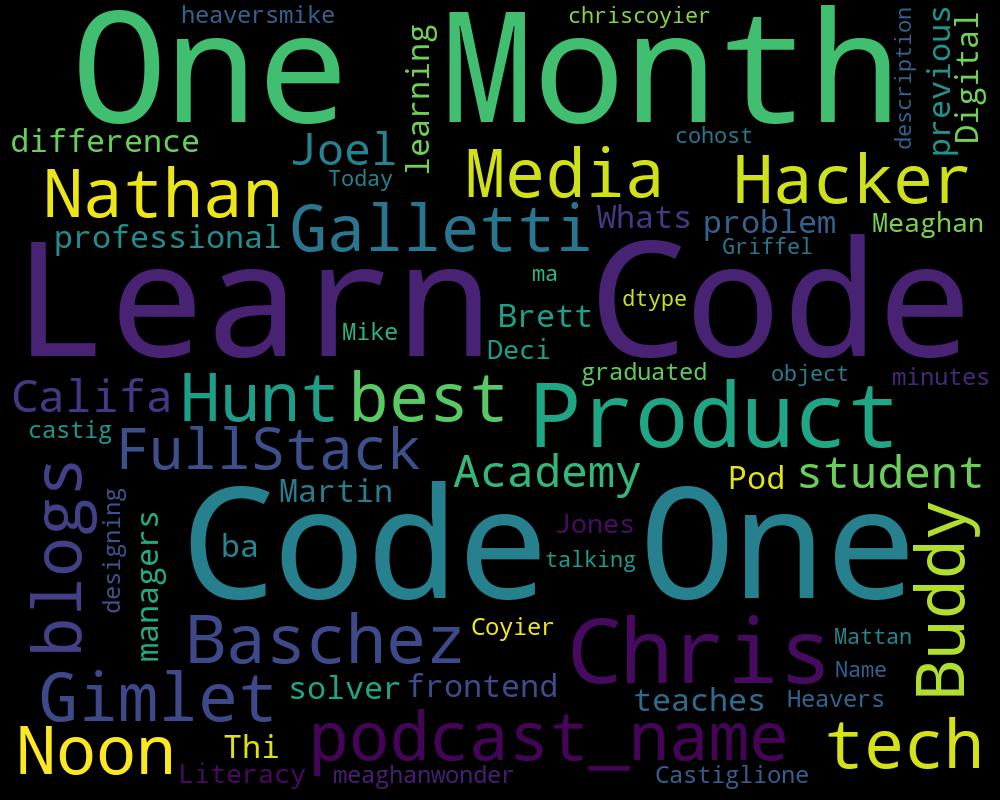 heaversmike
chriscoyier
One Month
learning
description
previous
Digital
difference
Joel
cohost
Today
Nathan
Media
Hacker
professional
Galletti
Whats
problem
Meaghan
Griffel
Learn Code
ma
dtype
Brett
Mike
Deci
graduated
object
minutes
Califa
Hunt
best
Product
castig
FullStack
Academy
Pod
student
blogs
designing
managers
Martin
Code One
Jones
ba
talking
Buddy
Baschez
Coyier
Chris
Mattan
Name
Gimlet
solver
frontend
teaches
Heavers
Noon
Thi
podcast_name
tech
Literacy
meaghanwonder
Castiglione